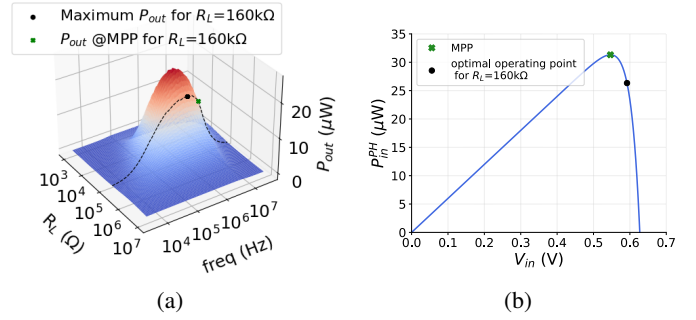 Maximum P_out for R_L=160kΩ
P_out @MPP for R_L=160kΩ
20
10
0
P_out (μW)
10^3
10^4
10^5
10^6
10^7
R_L (Ω)
10^4
10^5
10^6
10^7
freq (Hz)
(a)
MPP
optimal operating point
for R_L=160kΩ
35
30
25
20
15
10
5
0
P_in^PH (μW)
0.0 0.1 0.2 0.3 0.4 0.5 0.6 0.7
V_in (V)
(b)